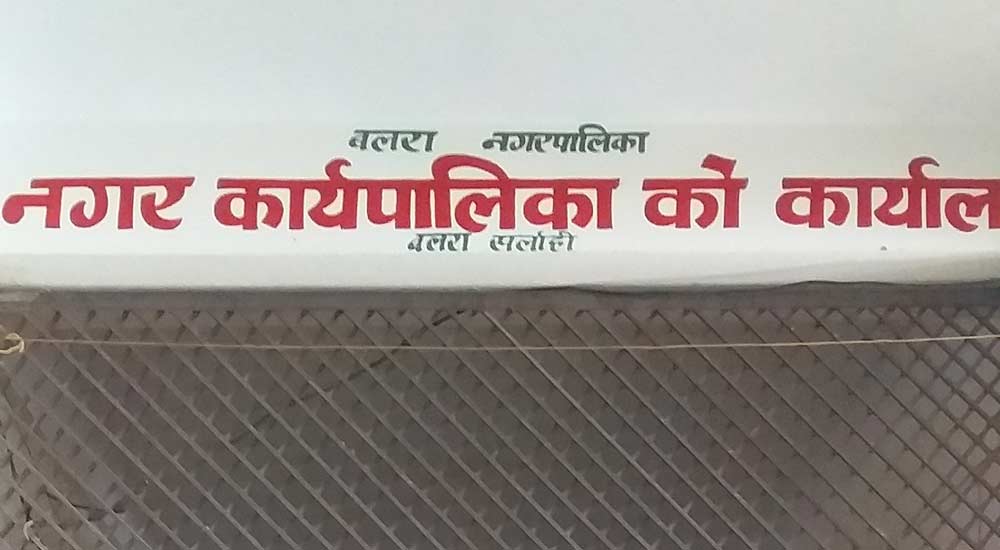 बलरा नगरपालिका
नगर कार्यपालिका को कार्याल
बलरा सर्लाही